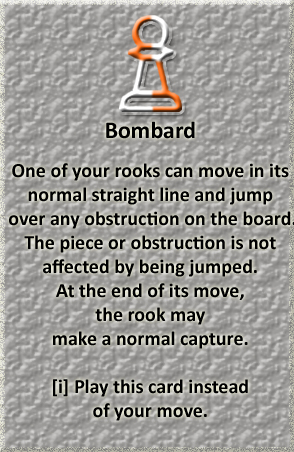 Bombard
One of your rooks can move in its
normal straight line and jump
over any obstruction on the board.
The piece or obstruction is not
affected by being jumped.
At the end of its move,
the rook may
make a normal capture.
[i] Play this card instead
of your move.